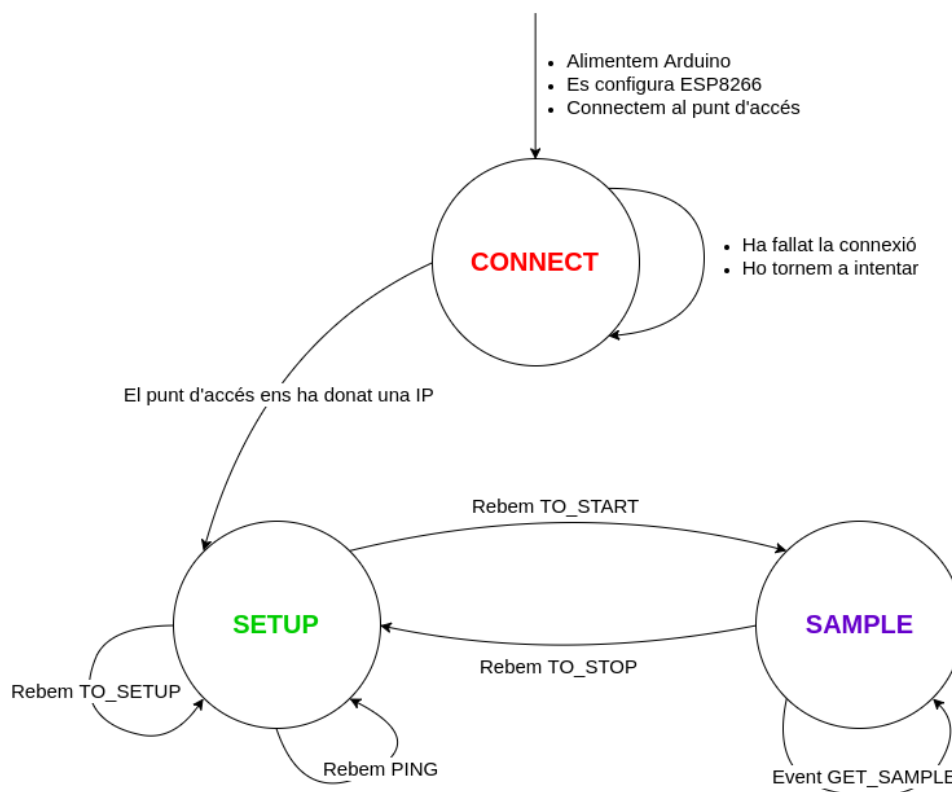 Alimentem Arduino
Es configura ESP8266
Connectem al punt d'accés
CONNECT
Ha fallat la connexió
Ho tornem a intentar
El punt d'accés ens ha donat una IP
Rebem TO_START
SETUP
SAMPLE
Rebem TO_STOP
Rebem TO_SETUP
Rebem PING
Event GET_SAMPLE